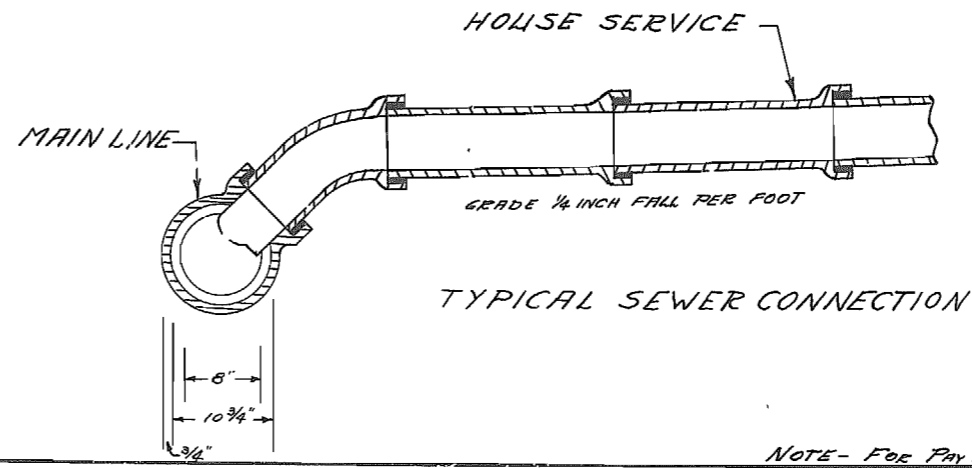 HOUSE SERVICE
MAIN LINE
GRADE 1/4 INCH FALL PER FOOT
TYPICAL SEWER CONNECTION
8"
10 3/4"
3/4"
NOTE- FOR PAY